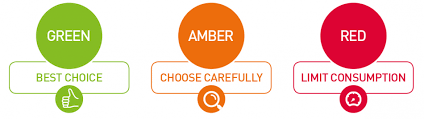 GREEN
BEST CHOICE
AMBER
CHOOSE CAREFULLY
RED
LIMIT CONSUMPTION